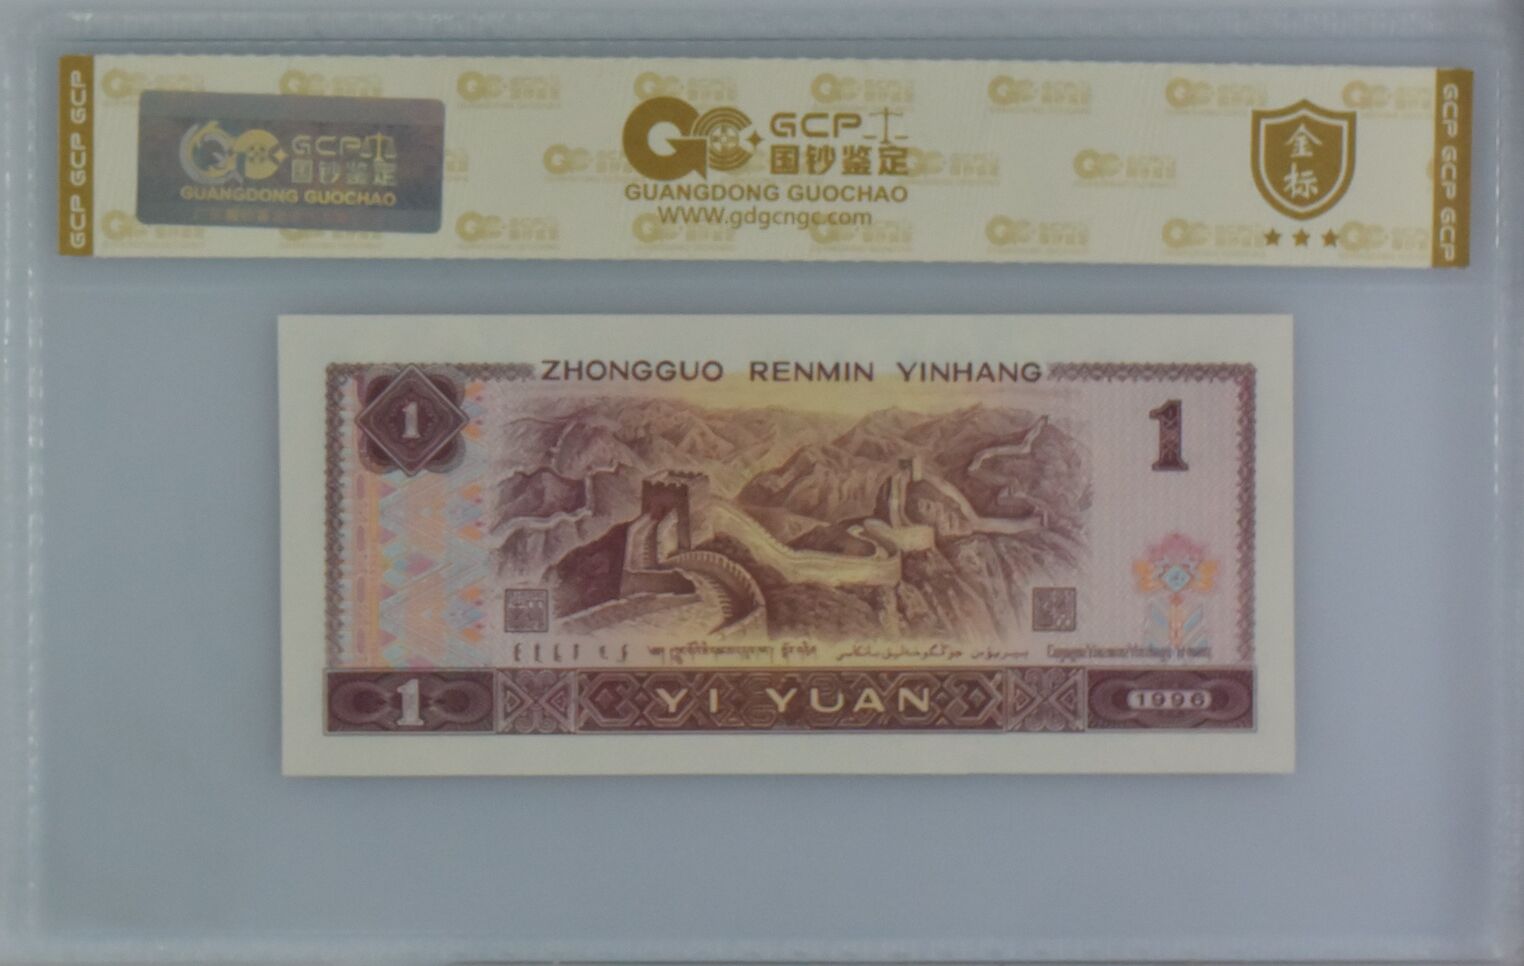 GCP GCP GCP
GCP
国钞鉴定
GUANGDONG GUOCHAO
GCP
国钞鉴定
GUANGDONG GUOCHAO
WWW.gdgcngc.com
金标
GCP GCP GCP
ZHONGGUO RENMIN YINHANG
1
1
1
YI YUAN
1996